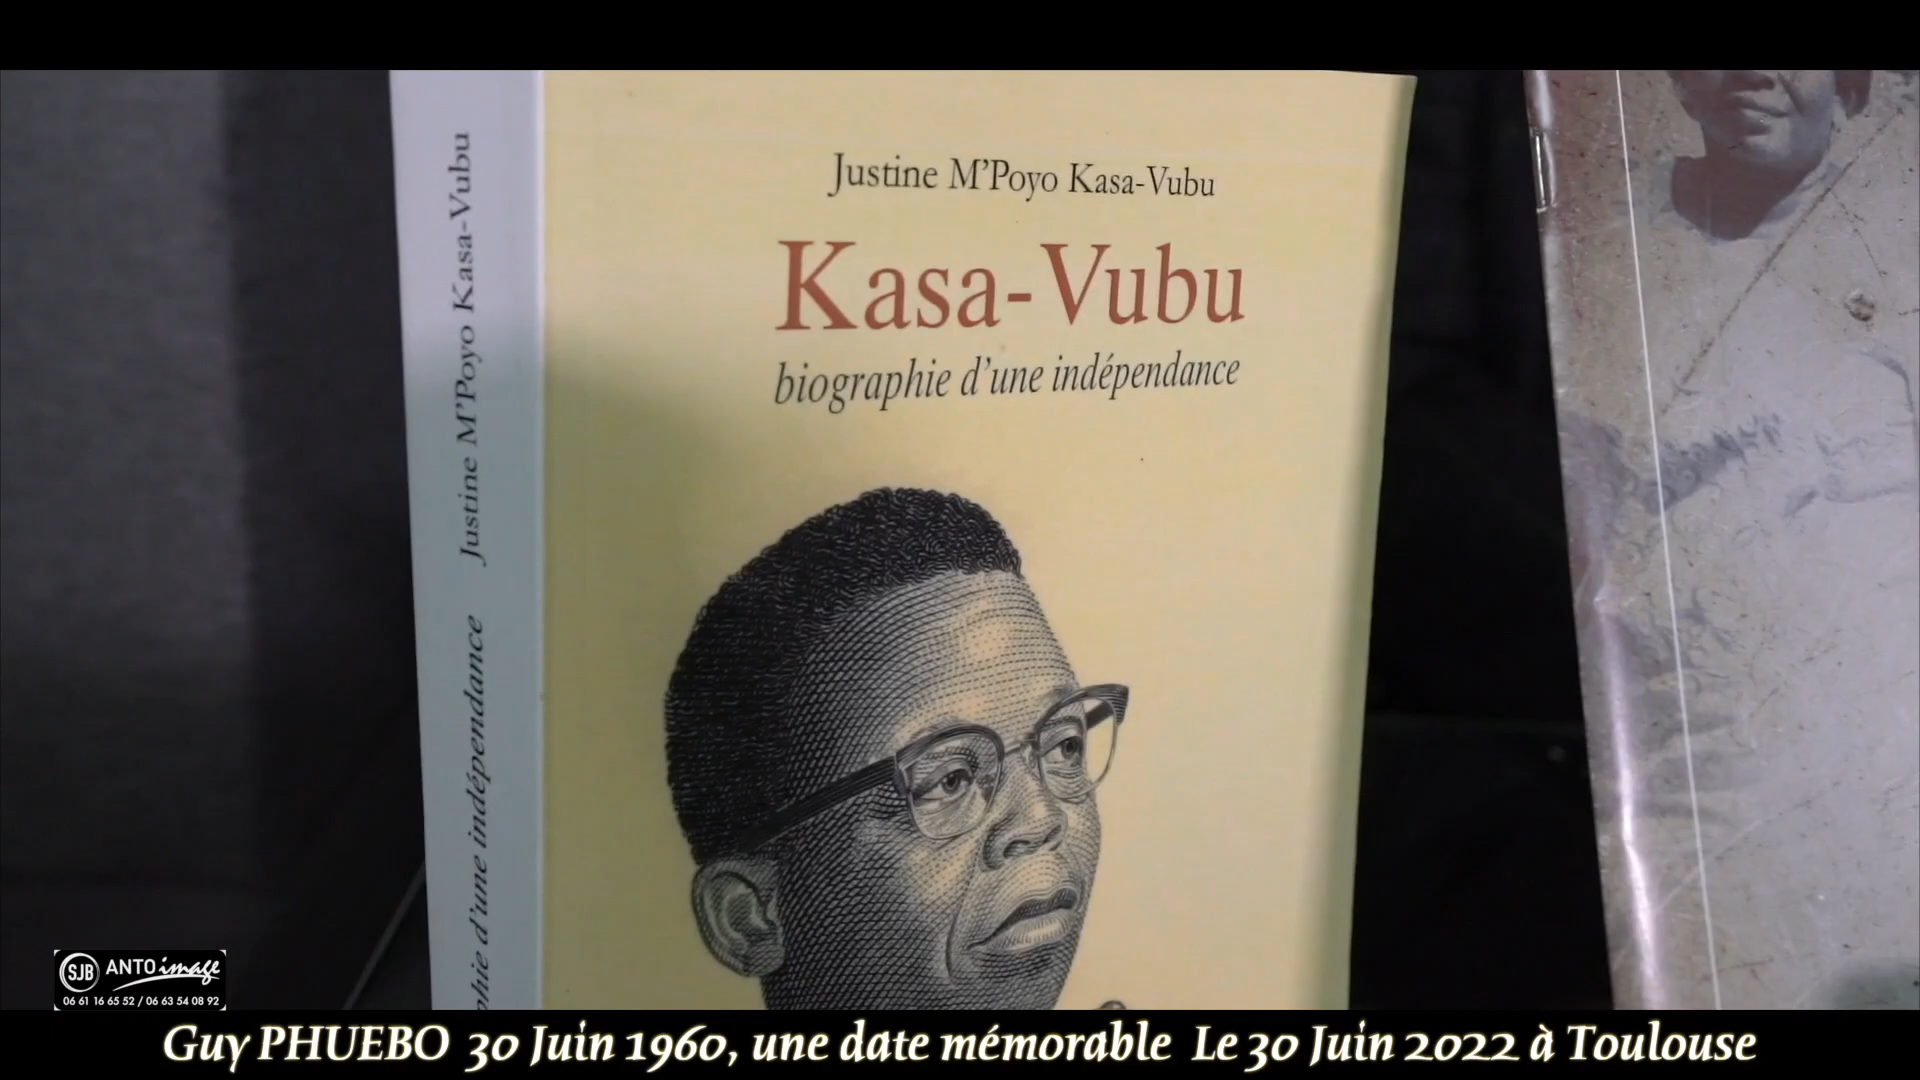 Justine M'Poyo Kasa-Vubu
Kasa-Vubu
biographie d'une indépendance
phie d'une indépendance Justine M'Poyo Kasa-Vubu
SJB ANTO image
06 61 16 65 52 / 06 63 54 08 92
Guy PHUEBO 30 Juin 1960, une date mémorable Le 30 Juin 2022 à Toulouse